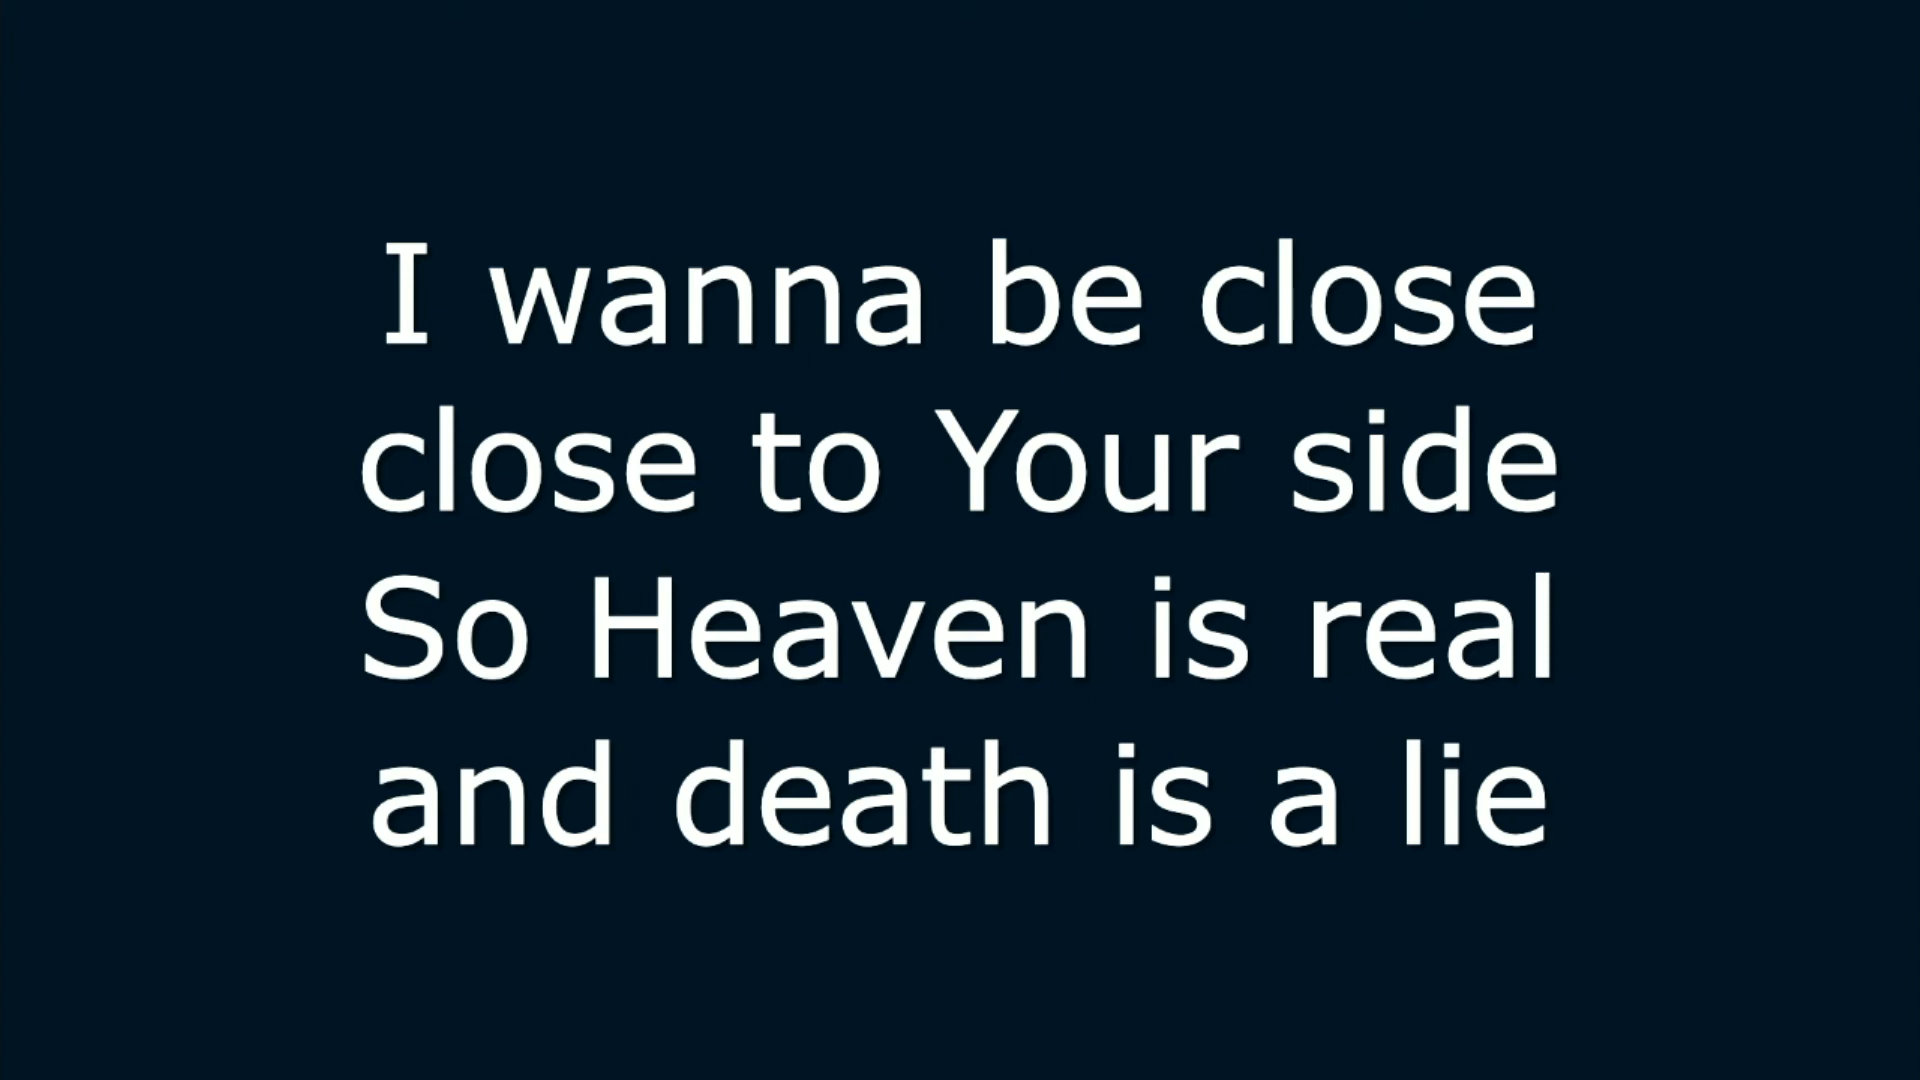 I wanna be close
close to Your side
So Heaven is real
and death is a lie